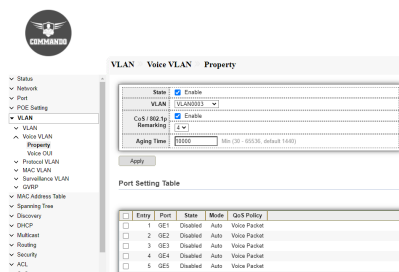 COMMANDO
VLAN Voice VLAN Property
Status
Network
Port
POE Setting
VLAN
VLAN
Voice VLAN
Property
Voice OUI
Protocol VLAN
MAC VLAN
Surveillance VLAN
GVRP
MAC Address Table
Spanning Tree
Discovery
DHCP
Multicast
Routing
Security
ACL
State Enable
VLAN VLAN0003
CoS / 802.1p Enable
Remarking 4
Aging Time 10000 Min (30 - 65536, default 1440)
Apply
Port Setting Table
Entry Port State Mode QoS Policy
1 GE1 Disabled Auto Voice Packet
2 GE2 Disabled Auto Voice Packet
3 GE3 Disabled Auto Voice Packet
4 GE4 Disabled Auto Voice Packet
5 GE5 Disabled Auto Voice Packet